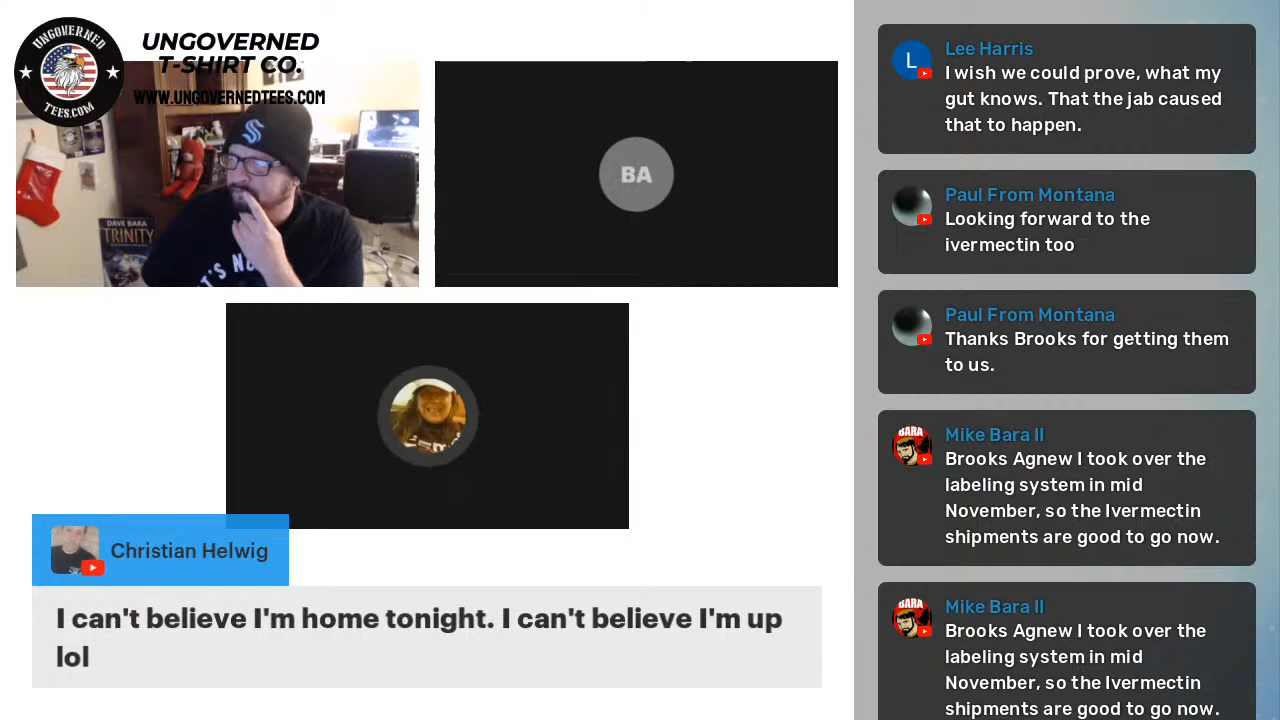 UNGOVERNED
TEES.COM
UNGOVERNED
T-SHIRT CO.
WWW.UNGOVERNEDTEES.COM
DAVE BARA
TRINITY
BA
Christian Helwig
I can't believe I'm home tonight. I can't believe I'm up
lol
L
Lee Harris
I wish we could prove, what my
gut knows. That the jab caused
that to happen.
Paul From Montana
Looking forward to the
ivermectin too
Paul From Montana
Thanks Brooks for getting them
to us.
BARA
Mike Bara II
Brooks Agnew I took over the
labeling system in mid
November, so the Ivermectin
shipments are good to go now.
BARA
Mike Bara II
Brooks Agnew I took over the
labeling system in mid
November, so the Ivermectin
shipments are good to go now.